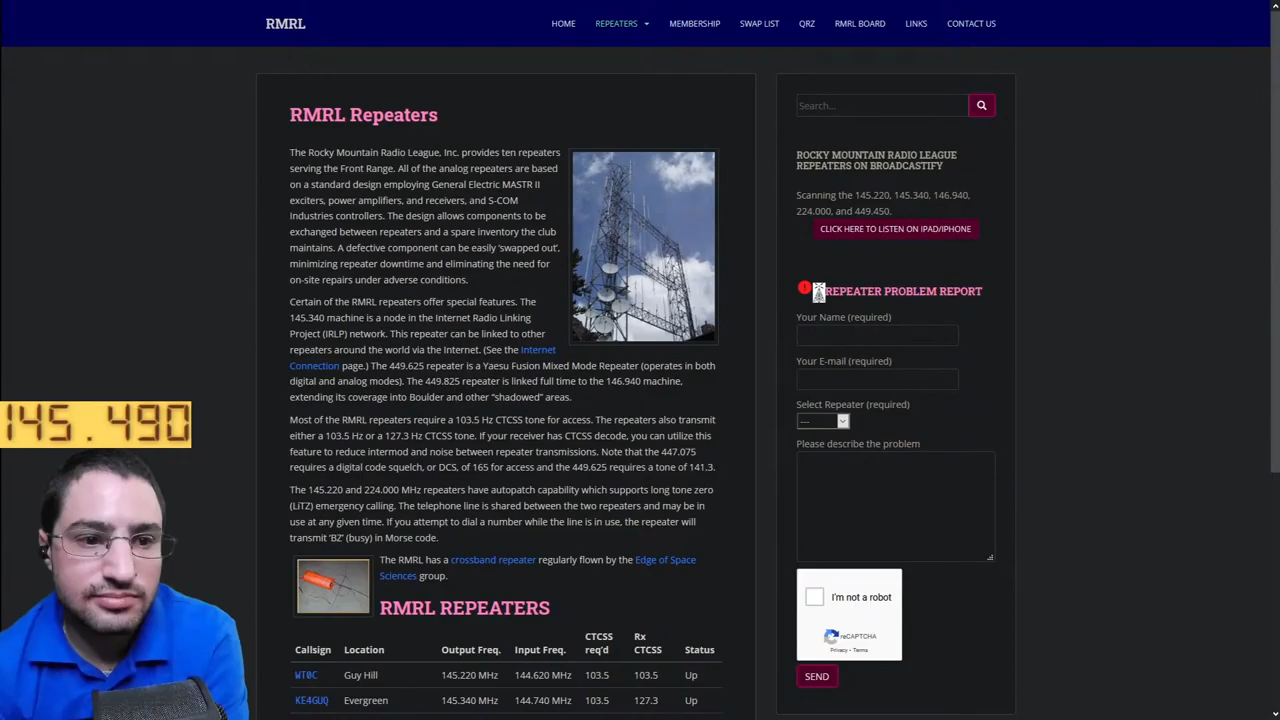 RMRL
HOME
REPEATERS
MEMBERSHIP
SWAP LIST
QRZ
RMRL BOARD
LINKS
CONTACT US
RMRL Repeaters
The Rocky Mountain Radio League, Inc. provides ten repeaters
serving the Front Range. All of the analog repeaters are based
on a standard design employing General Electric MASTR II
exciters, power amplifiers, and receivers, and S-COM
Industries controllers. The design allows components to be
exchanged between repeaters and a spare inventory the club
maintains. A defective component can be easily ‘swapped out’,
minimizing repeater downtime and eliminating the need for
on-site repairs under adverse conditions.
Certain of the RMRL repeaters offer special features. The
145.340 machine is a node in the Internet Radio Linking
Project (IRLP) network. This repeater can be linked to other
repeaters around the world via the Internet. (See the Internet
Connection page.) The 449.625 repeater is a Yaesu Fusion Mixed Mode Repeater (operates in both
digital and analog modes). The 449.825 repeater is linked full time to the 146.940 machine,
extending its coverage into Boulder and other “shadowed” areas.
Most of the RMRL repeaters require a 103.5 Hz CTCSS tone for access. The repeaters also transmit
either a 103.5 Hz or a 127.3 Hz CTCSS tone. If your receiver has CTCSS decode, you can utilize this
feature to reduce intermod and noise between repeater transmissions. Note that the 447.075
requires a digital code squelch, or DCS, of 165 for access and the 449.625 requires a tone of 141.3.
The 145.220 and 224.000 MHz repeaters have autopatch capability which supports long tone zero
(LiTZ) emergency calling. The telephone line is shared between the two repeaters and may be in
use at any given time. If you attempt to dial a number while the line is in use, the repeater will
transmit ‘BZ’ (busy) in Morse code.
The RMRL has a crossband repeater regularly flown by the Edge of Space
Sciences group.
RMRL REPEATERS
Callsign Location Output Freq. Input Freq. CTCSS req'd Rx CTCSS Status
WT0C Guy Hill 145.220 MHz 144.620 MHz 103.5 103.5 Up
KE4GUQ Evergreen 145.340 MHz 144.740 MHz 103.5 127.3 Up
Search...
ROCKY MOUNTAIN RADIO LEAGUE
REPEATERS ON BROADCASTIFY
Scanning the 145.220, 145.340, 146.940,
224.000, and 449.450.
CLICK HERE TO LISTEN ON IPAD/IPHONE
REPEATER PROBLEM REPORT
Your Name (required)
Your E-mail (required)
Select Repeater (required)
---
Please describe the problem
I'm not a robot
reCAPTCHA
Privacy - Terms
SEND
145.490